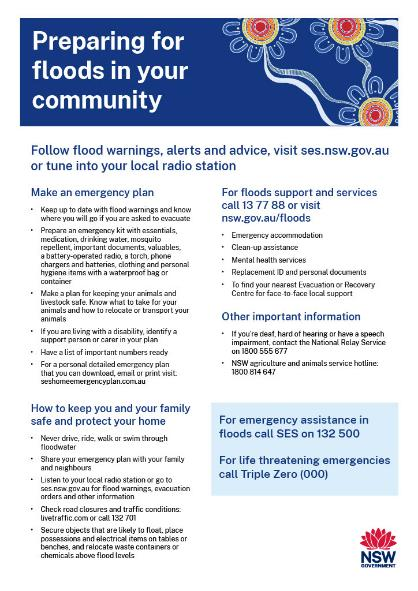 Preparing for
floods in your
community
Follow flood warnings, alerts and advice, visit ses.nsw.gov.au
or tune into your local radio station
Make an emergency plan
• Keep up to date with flood warnings and know
where you will go if you are asked to evacuate
• Prepare an emergency kit with essentials,
medication, drinking water, mosquito
repellent, important documents, valuables,
a battery-operated radio, a torch, phone
chargers and batteries, clothing and personal
hygiene items with a waterproof bag or
container
• Make a plan for keeping your animals and
livestock safe. Know what to take for your
animals and how to relocate or transport your
animals
• If you are living with a disability, identify a
support person or carer in your plan
• Have a list of important numbers ready
• For a personal detailed emergency plan
that you can download, email or print visit:
seshomeemergencyplan.com.au
How to keep you and your family
safe and protect your home
• Never drive, ride, walk or swim through
floodwater
• Share your emergency plan with your family
and neighbours
• Listen to your local radio station or go to
ses.nsw.gov.au for flood warnings, evacuation
orders and other information
• Check road closures and traffic conditions:
livetraffic.com or call 132 701
• Secure objects that are likely to float, place
possessions and electrical items on tables or
benches, and relocate waste containers or
chemicals above flood levels
For floods support and services
call 13 77 88 or visit
nsw.gov.au/floods
• Emergency accommodation
• Clean-up assistance
• Mental health services
• Replacement ID and personal documents
• To find your nearest Evacuation or Recovery
Centre for face-to-face local support
Other important information
• If you're deaf, hard of hearing or have a speech
impairment, contact the National Relay Service
on 1800 555 677
• NSW agriculture and animals service hotline:
1800 814 647
For emergency assistance in
floods call SES on 132 500
For life threatening emergencies
call Triple Zero (000)
NSW
GOVERNMENT